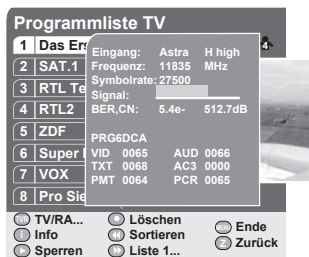 Programmliste TV
1 Das Ers
4
2 SAT.1
3 RTL Te
4 RTL2
5 ZDF
6 Super
7 VOX
8 Pro Sie
Eingang: Astra H high
Frequenz: 11835 MHz
Symbolrate: 27500
Signal:
BER,CN: 5.4e- 512.7dB
PRG6DCA
VID 0065 AUD 0066
TXT 0068 AC3 0000
PMT 0064 PCR 0065
TVR TV/RA... Löschen
i Info Sortieren Ende
Sperren Liste 1... Z Zurück